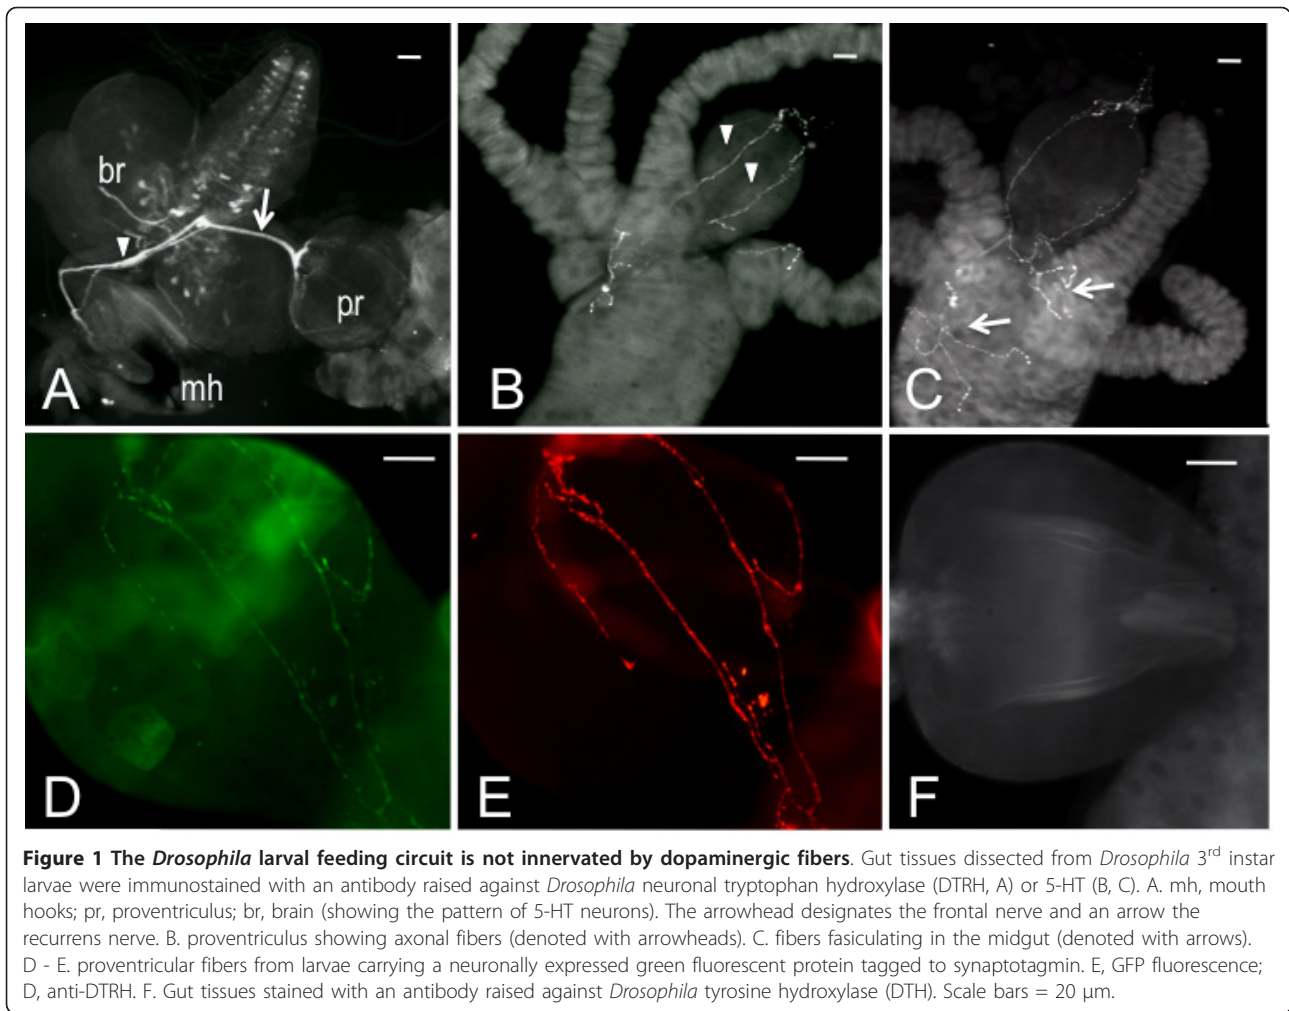 br
pr
mh
A
B
C
D
E
F
Figure 1 The Drosophila larval feeding circuit is not innervated by dopaminergic fibers. Gut tissues dissected from Drosophila 3rd instar
larvae were immunostained with an antibody raised against Drosophila neuronal tryptophan hydroxylase (DTRH, A) or 5-HT (B, C). A. mh, mouth
hooks; pr, proventriculus; br, brain (showing the pattern of 5-HT neurons). The arrowhead designates the frontal nerve and an arrow the
recurrens nerve. B. proventriculus showing axonal fibers (denoted with arrowheads). C. fibers fasiculating in the midgut (denoted with arrows).
D - E. proventricular fibers from larvae carrying a neuronally expressed green fluorescent protein tagged to synaptotagmin. E, GFP fluorescence;
D, anti-DTRH. F. Gut tissues stained with an antibody raised against Drosophila tyrosine hydroxylase (DTH). Scale bars = 20 μm.